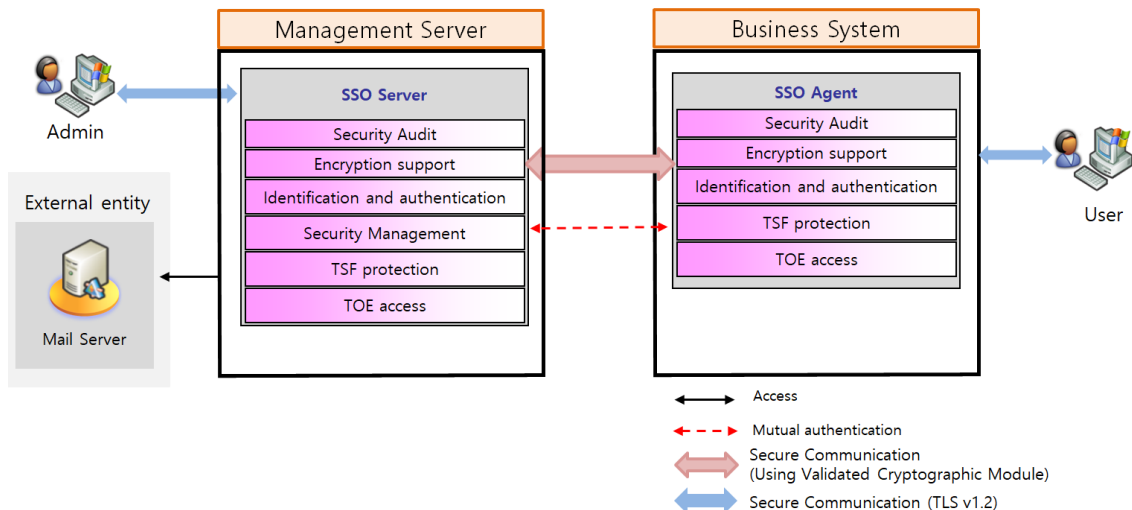 Management Server
Business System
Admin
SSO Server
Security Audit
Encryption support
Identification and authentication
Security Management
TSF protection
TOE access
SSO Agent
Security Audit
Encryption support
Identification and authentication
TSF protection
TOE access
User
External entity
Mail Server
Access
Mutual authentication
Secure Communication
(Using Validated Cryptographic Module)
Secure Communication (TLS v1.2)